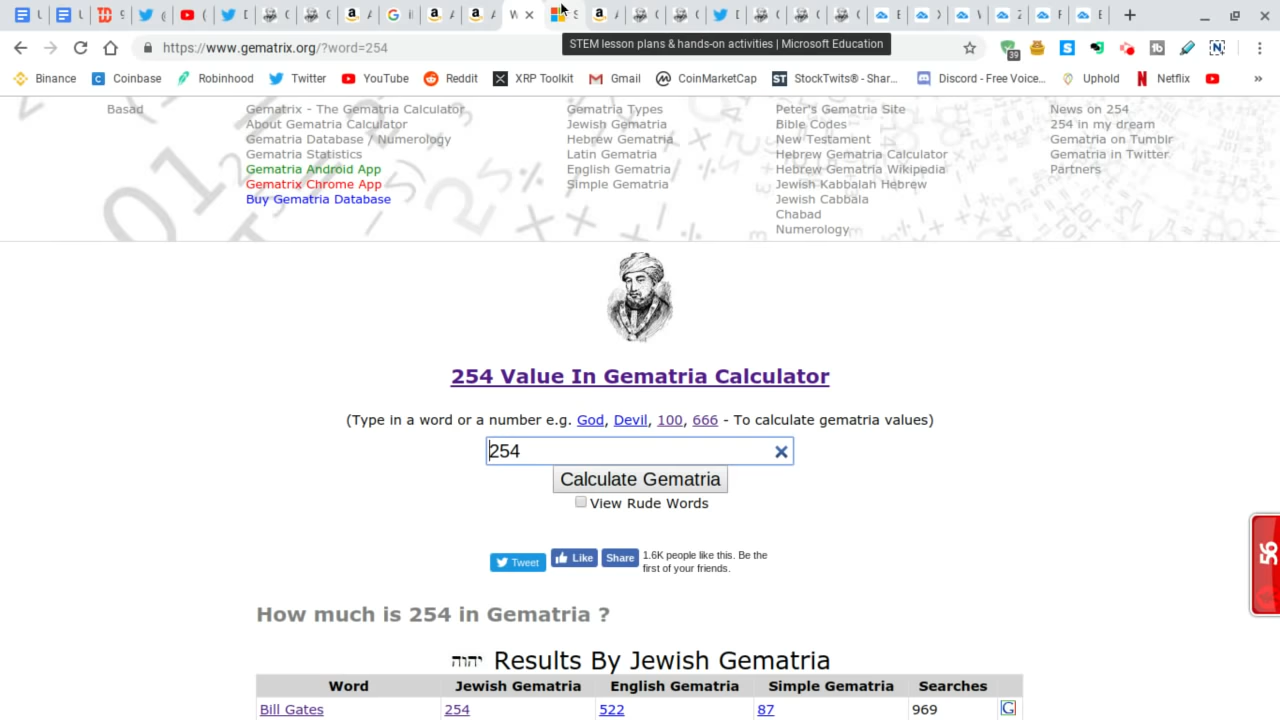 https://www.gematrix.org/?word=254
STEM lesson plans & hands-on activities | Microsoft Education
39
Binance
Coinbase
Robinhood
Twitter
YouTube
Reddit
XRP Toolkit
Gmail
CoinMarketCap
StockTwits® - Shar...
Discord - Free Voice...
Uphold
Netflix
»
Basad
Gematrix - The Gematria Calculator
About Gematria Calculator
Gematria Database / Numerology
Gematria Statistics
Gematria Android App
Gematrix Chrome App
Buy Gematria Database
Gematria Types
Jewish Gematria
Hebrew Gematria
Latin Gematria
English Gematria
Simple Gematria
Peter's Gematria Site
Bible Codes
New Testament
Hebrew Gematria Calculator
Hebrew Gematria Wikipedia
Jewish Kabbalah Hebrew
Jewish Cabbala
Chabad
Numerology
News on 254
254 in my dream
Gematria on Tumblr
Gematria in Twitter
Partners
254 Value In Gematria Calculator
(Type in a word or a number e.g. God, Devil, 100, 666 - To calculate gematria values)
254
Calculate Gematria
View Rude Words
Tweet
Like
Share
1.6K people like this. Be the
first of your friends.
56
How much is 254 in Gematria ?
יהוה Results By Jewish Gematria
Word Jewish Gematria English Gematria Simple Gematria Searches
Bill Gates 254 522 87 969 G